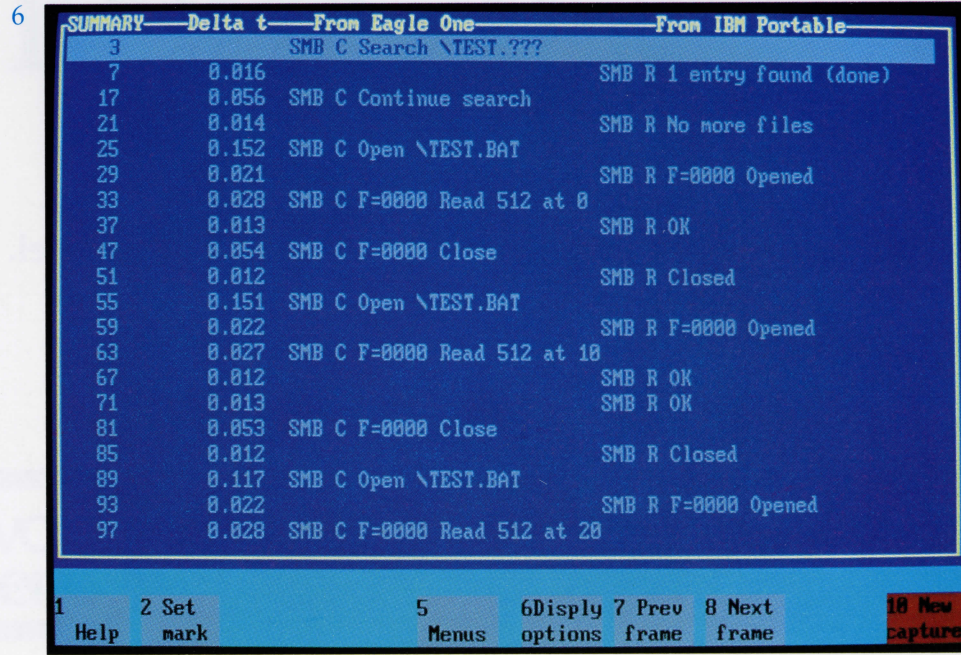 6
SUMMARY Delta t From Eagle One From IBM Portable
3 SMB C Search \TEST.???
7 0.016 SMB R 1 entry found (done)
17 0.056 SMB C Continue search
21 0.014 SMB R No more files
25 0.152 SMB C Open \TEST.BAT
29 0.021 SMB R F=0000 Opened
33 0.028 SMB C F=0000 Read 512 at 0
37 0.013 SMB R OK
47 0.054 SMB C F=0000 Close
51 0.012 SMB R Closed
55 0.151 SMB C Open \TEST.BAT
59 0.022 SMB R F=0000 Opened
63 0.027 SMB C F=0000 Read 512 at 10
67 0.012 SMB R OK
71 0.013 SMB R OK
81 0.053 SMB C F=0000 Close
85 0.012 SMB R Closed
89 0.117 SMB C Open \TEST.BAT
93 0.022 SMB R F=0000 Opened
97 0.028 SMB C F=0000 Read 512 at 20
1 2 Set 5 6Disply 7 Prev 8 Next 10 New
Help mark Menus options frame frame capture